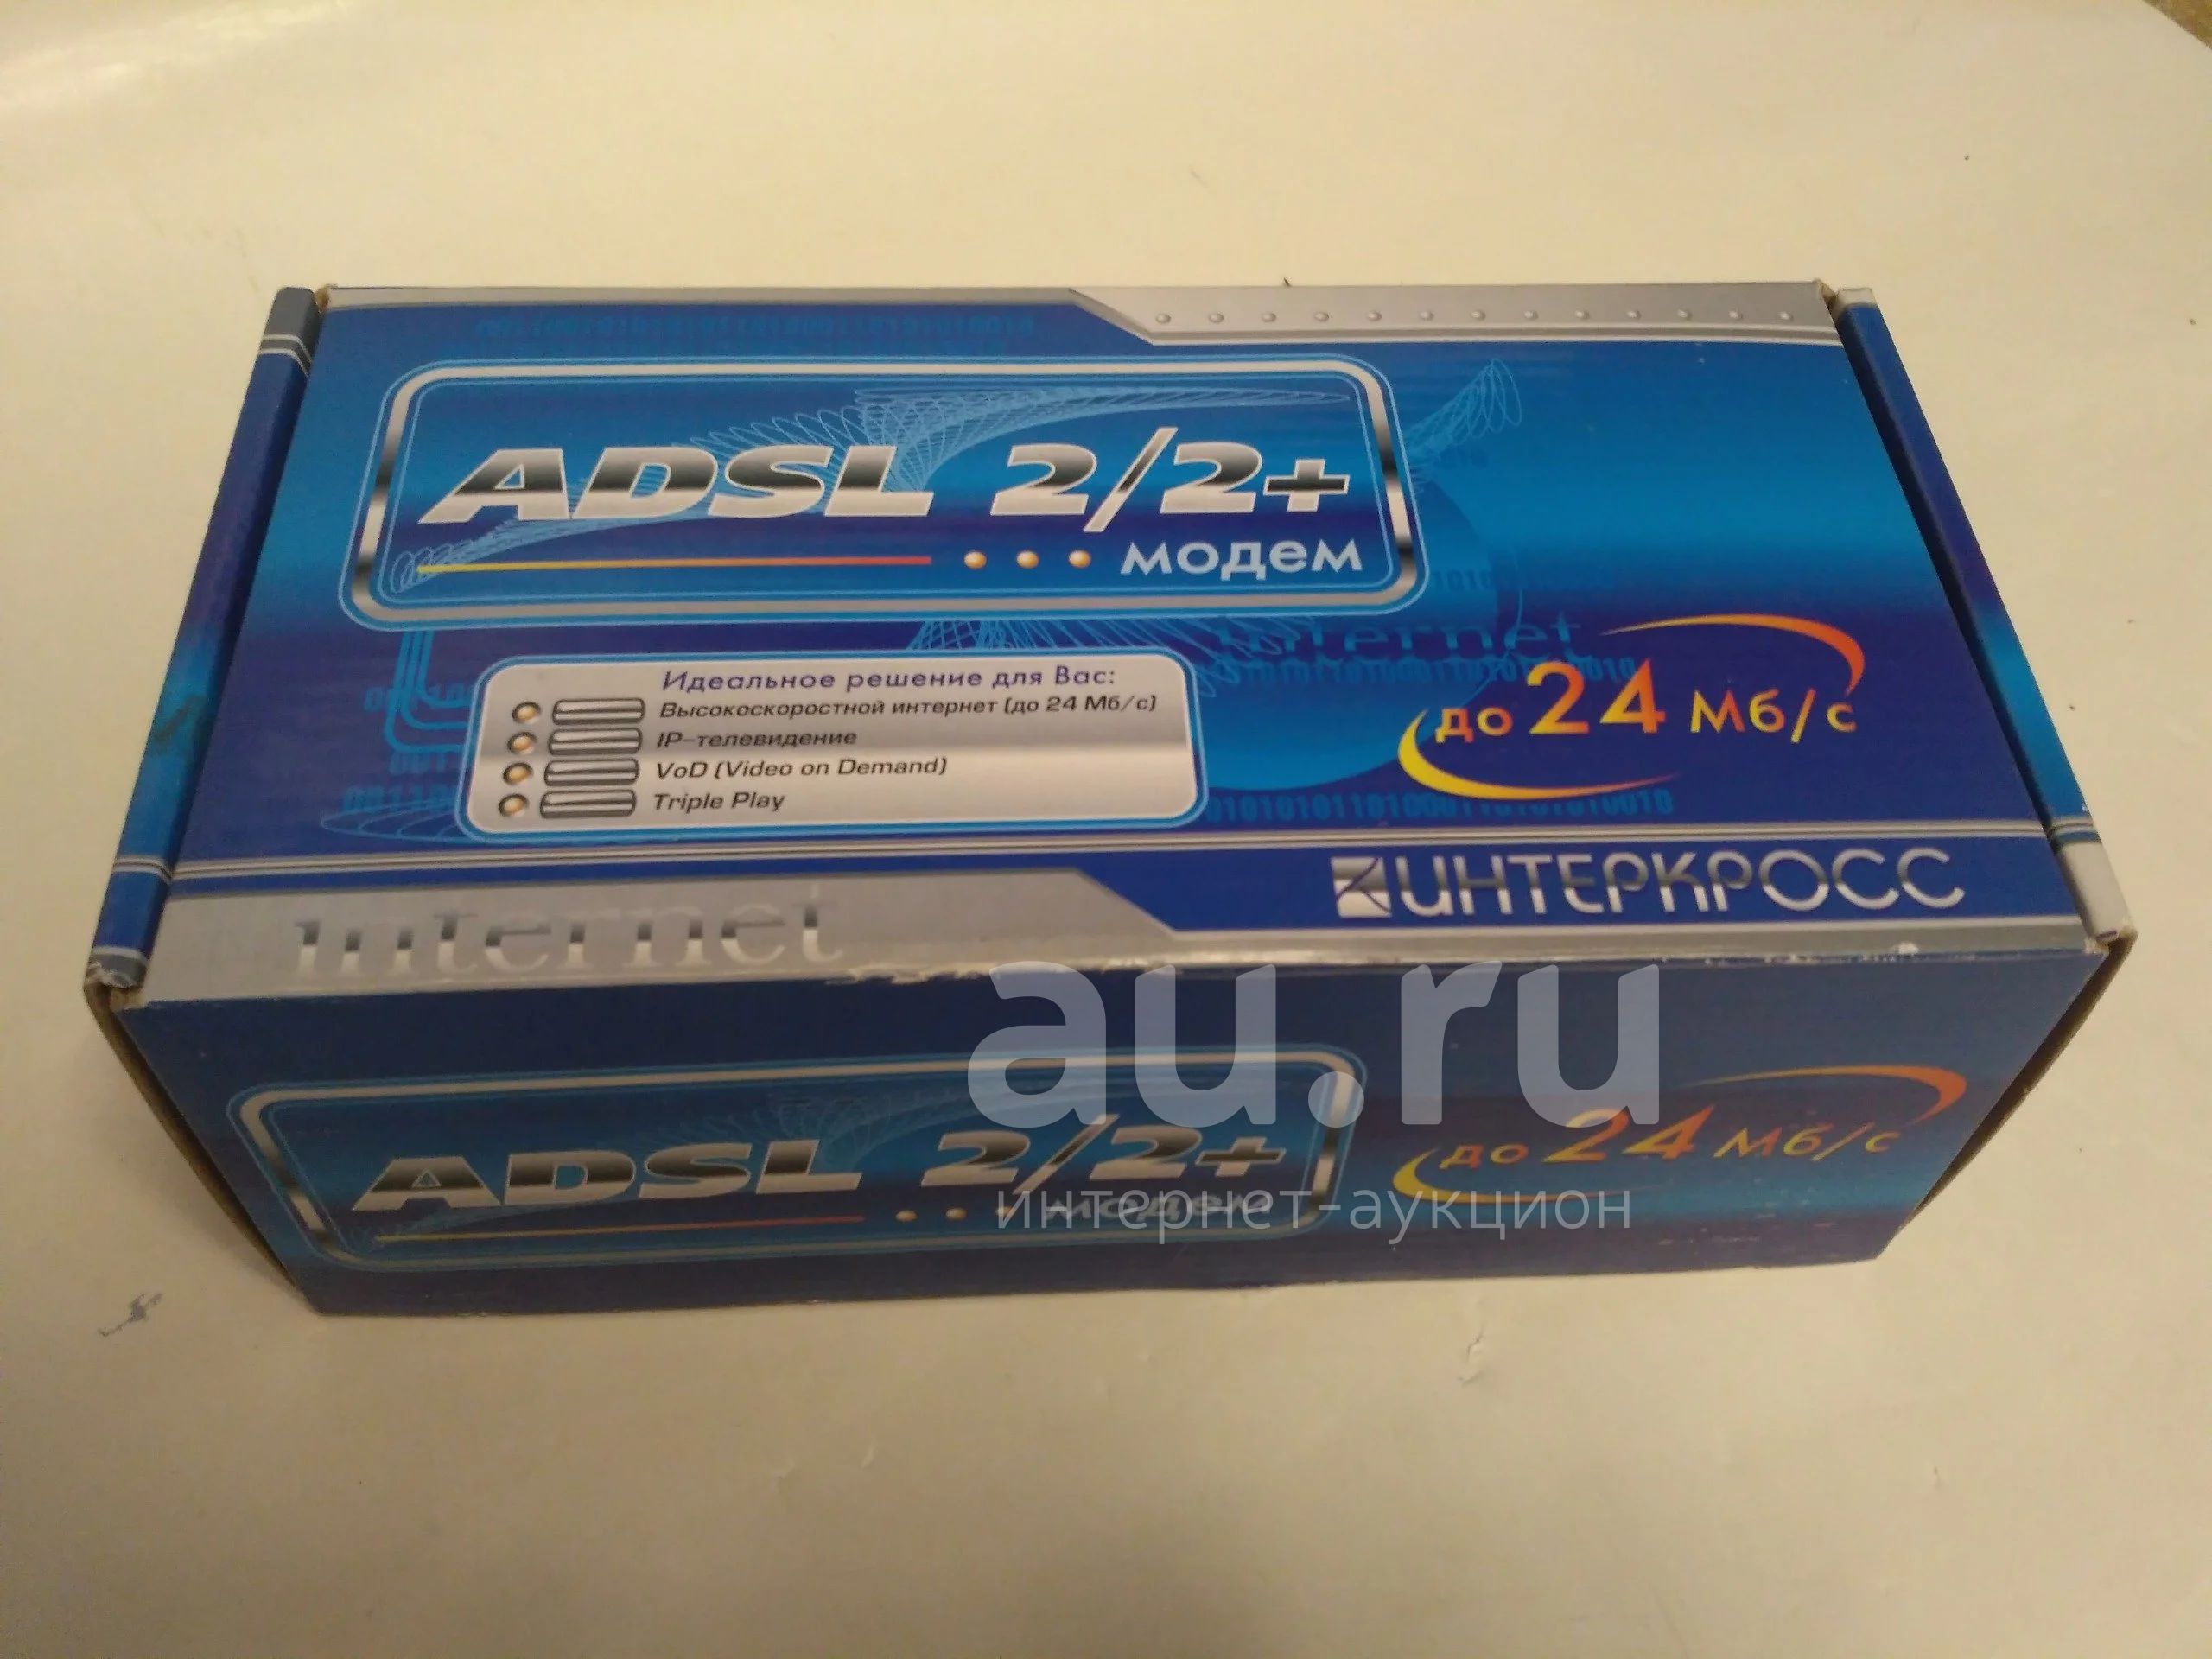 ADSL 2/2+
модем
Internet
Идеальное решение для Вас:
Высокоскоростной интернет (до 24 Мб/с)
IP-телевидение
VoD (Video on Demand)
Triple Play
до 24 Мб/с
ИНТЕРКРОСС
Internet
au.ru
ADSL 2/2+
модем
до 24 Мб/с
интернет-аукцион